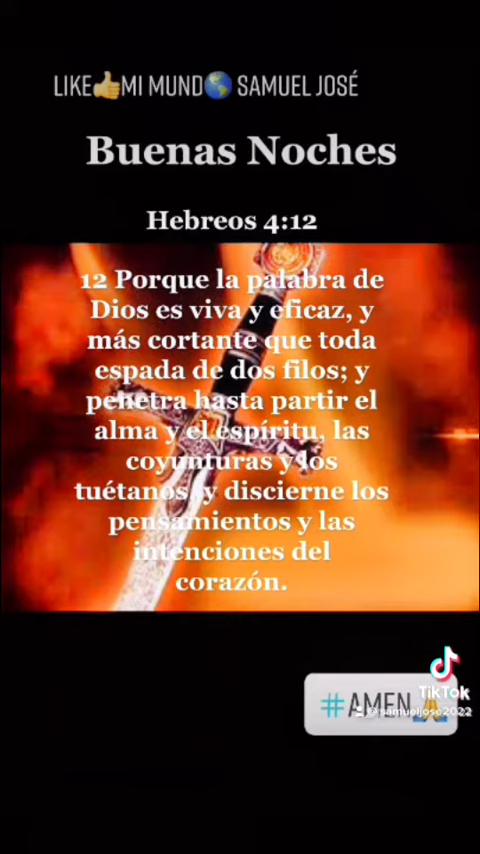 LIKE👍MI MUND🌎 SAMUEL JOSÉ
Buenas Noches
Hebreos 4:12
12 Porque la palabra de
Dios es viva y eficaz, y
más cortante que toda
espada de dos filos; y
penetra hasta partir el
alma y el espíritu, las
coyunturas y los
tuétanos, y discierne los
pensamientos y las
intenciones del
corazón.
#AMEN🙏
TikTok
@samueljose2022